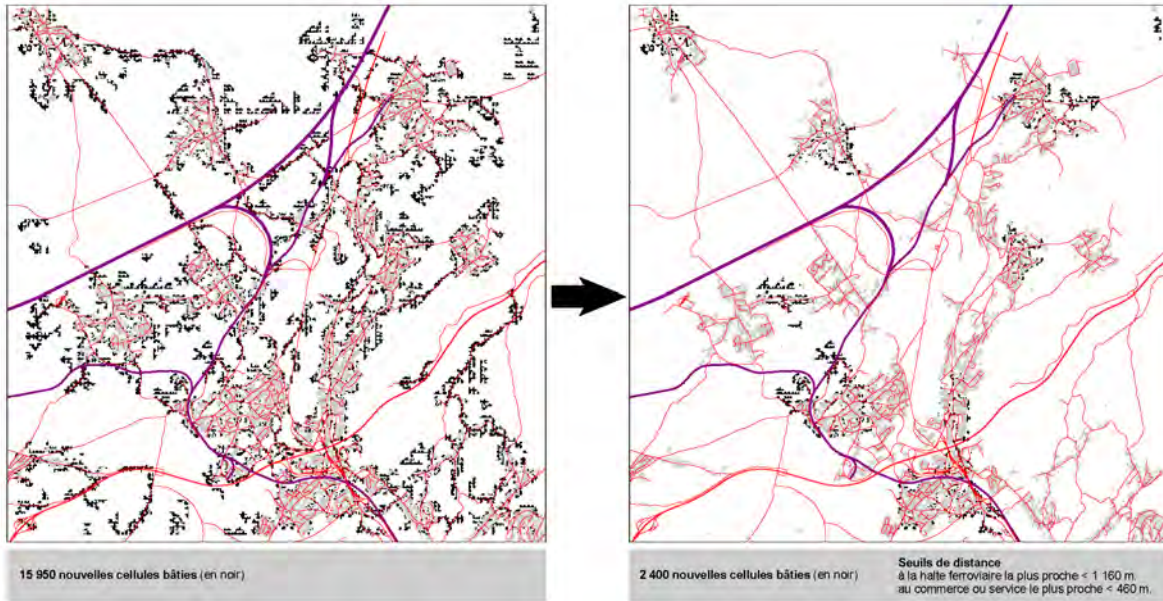 15 950 nouvelles cellules bâties (en noir)
2 400 nouvelles cellules bâties (en noir)
Seuils de distance
à la halte ferroviaire la plus proche < 1 160 m.
au commerce ou service le plus proche < 460 m.